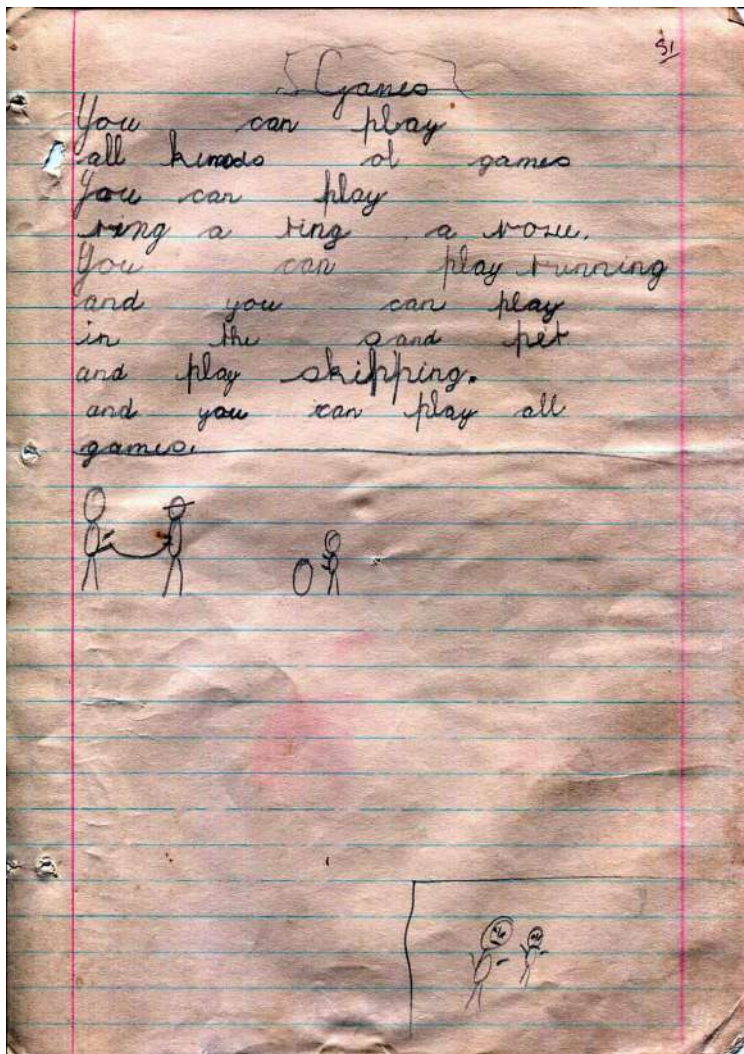 51
Games
You can play
all kinds of games
You can play
ring a ring a rose.
You can play running
and you can play
in the sand pet
and play skipping.
and you can play all
games.